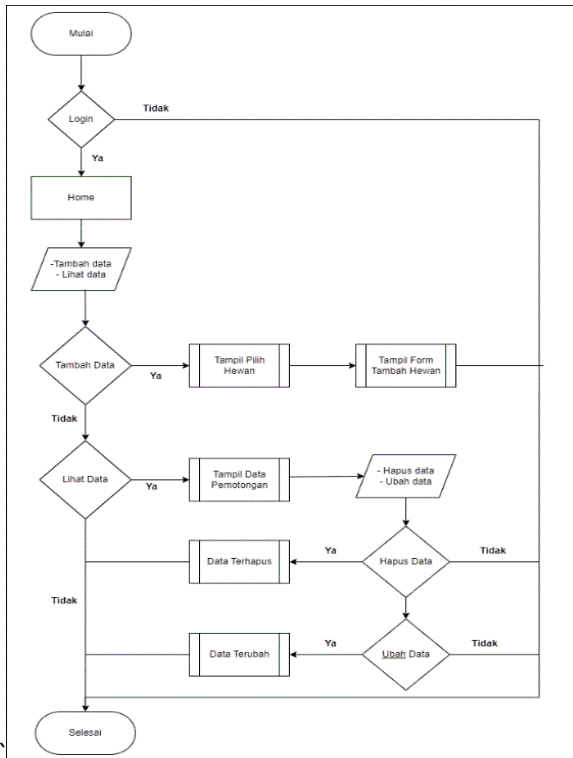 Mulai
Tidak
Login
Ya
Home
-Tambah data
- Lihat data
Tambah Data
Ya
Tampil Pilih
Hewan
Tampil Form
Tambah Hewan
Tidak
Lihat Data
Ya
Tampil Data
Pemotongan
- Hapus data
- Ubah data
Data Terhapus
Ya
Hapus Data
Tidak
Tidak
Data Terubah
Ya
Ubah Data
Tidak
Selesai